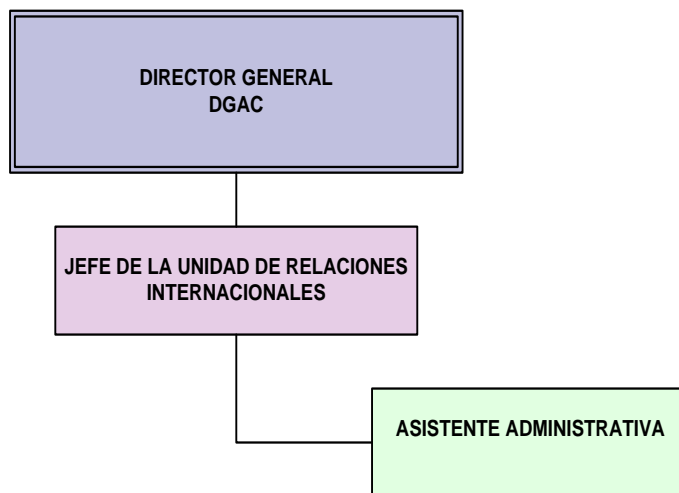 DIRECTOR GENERAL
DGAC
JEFE DE LA UNIDAD DE RELACIONES
INTERNACIONALES
ASISTENTE ADMINISTRATIVA